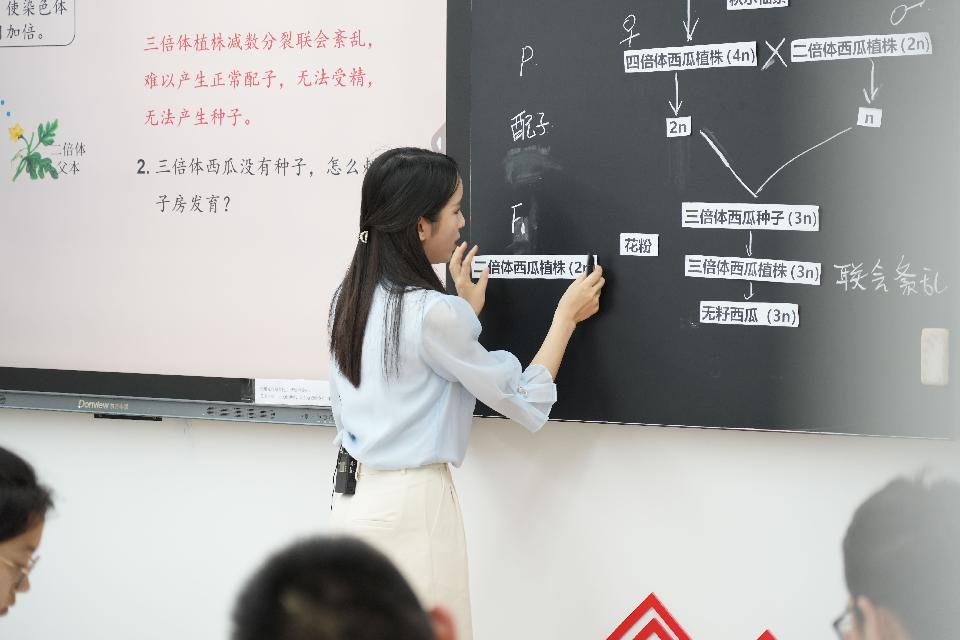 使染色体
加倍。
三倍体植株减数分裂联会紊乱，
难以产生正常配子，无法受精，
无法产生种子。
二倍体
父本
2. 三倍体西瓜没有种子，怎么
子房发育？
Donview
P
♀
♂
四倍体西瓜植株 (4n)
×
二倍体西瓜植株 (2n)
配子
2n
n
F₁
三倍体西瓜种子 (3n)
花粉
二倍体西瓜植株 (2n
三倍体西瓜植株 (3n)
联会紊乱
无籽西瓜 (3n)